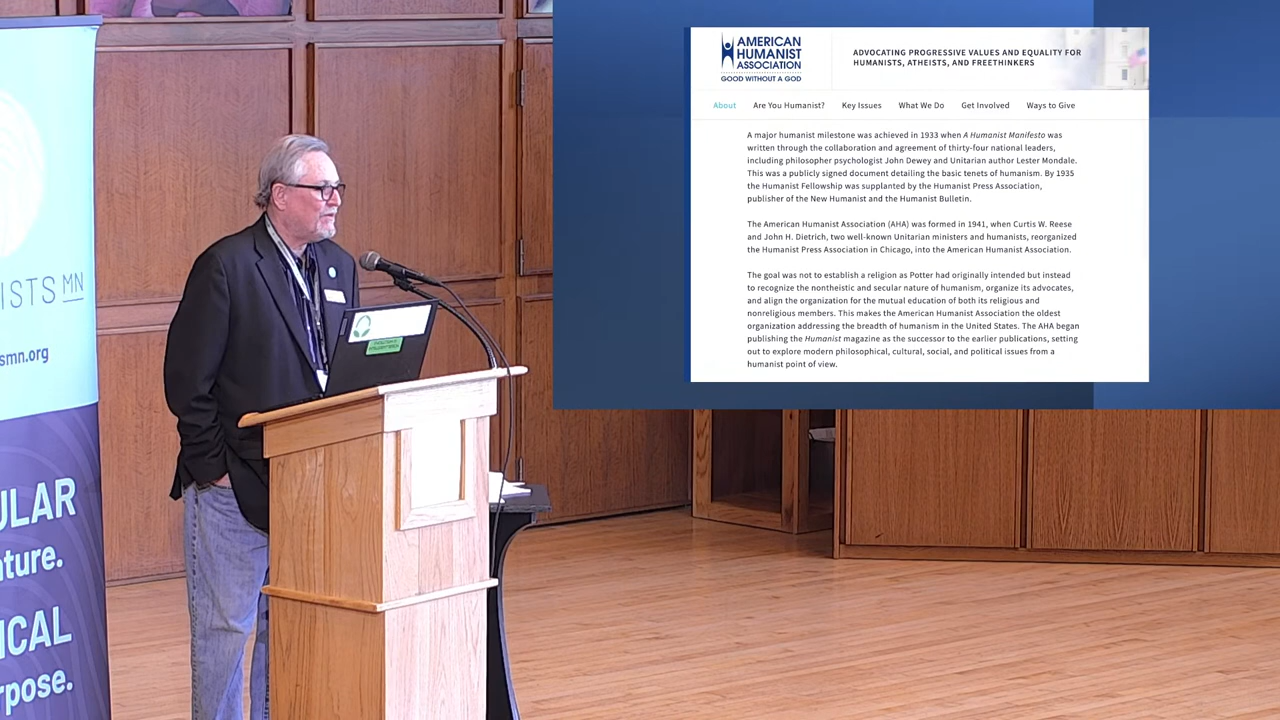 ISTS MN
smn.org
ULAR
ture.
ICAL
rpose.
AMERICAN
HUMANIST
ASSOCIATION
GOOD WITHOUT A GOD
ADVOCATING PROGRESSIVE VALUES AND EQUALITY FOR
HUMANISTS, ATHEISTS, AND FREETHINKERS
About Are You Humanist? Key Issues What We Do Get Involved Ways to Give
A major humanist milestone was achieved in 1933 when A Humanist Manifesto was
written through the collaboration and agreement of thirty-four national leaders,
including philosopher psychologist John Dewey and Unitarian author Lester Mondale.
This was a publicly signed document detailing the basic tenets of humanism. By 1935
the Humanist Fellowship was supplanted by the Humanist Press Association,
publisher of the New Humanist and the Humanist Bulletin.
The American Humanist Association (AHA) was formed in 1941, when Curtis W. Reese
and John H. Dietrich, two well-known Unitarian ministers and humanists, reorganized
the Humanist Press Association in Chicago, into the American Humanist Association.
The goal was not to establish a religion as Potter had originally intended but instead
to recognize the nontheistic and secular nature of humanism, organize its advocates,
and align the organization for the mutual education of both its religious and
nonreligious members. This makes the American Humanist Association the oldest
organization addressing the breadth of humanism in the United States. The AHA began
publishing the Humanist magazine as the successor to the earlier publications, setting
out to explore modern philosophical, cultural, social, and political issues from a
humanist point of view.